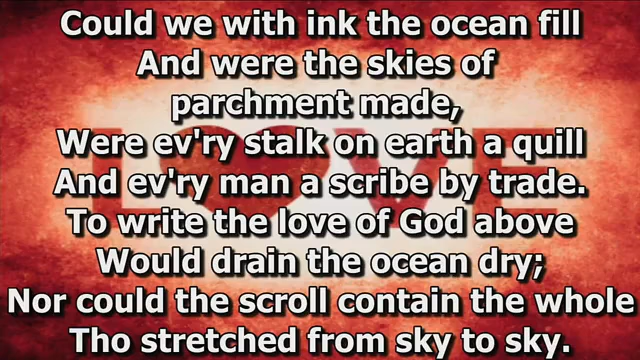 Could we with ink the ocean fill
And were the skies of
parchment made,
Were ev'ry stalk on earth a quill
And ev'ry man a scribe by trade.
To write the love of God above
Would drain the ocean dry;
Nor could the scroll contain the whole
Tho stretched from sky to sky.
LOVE